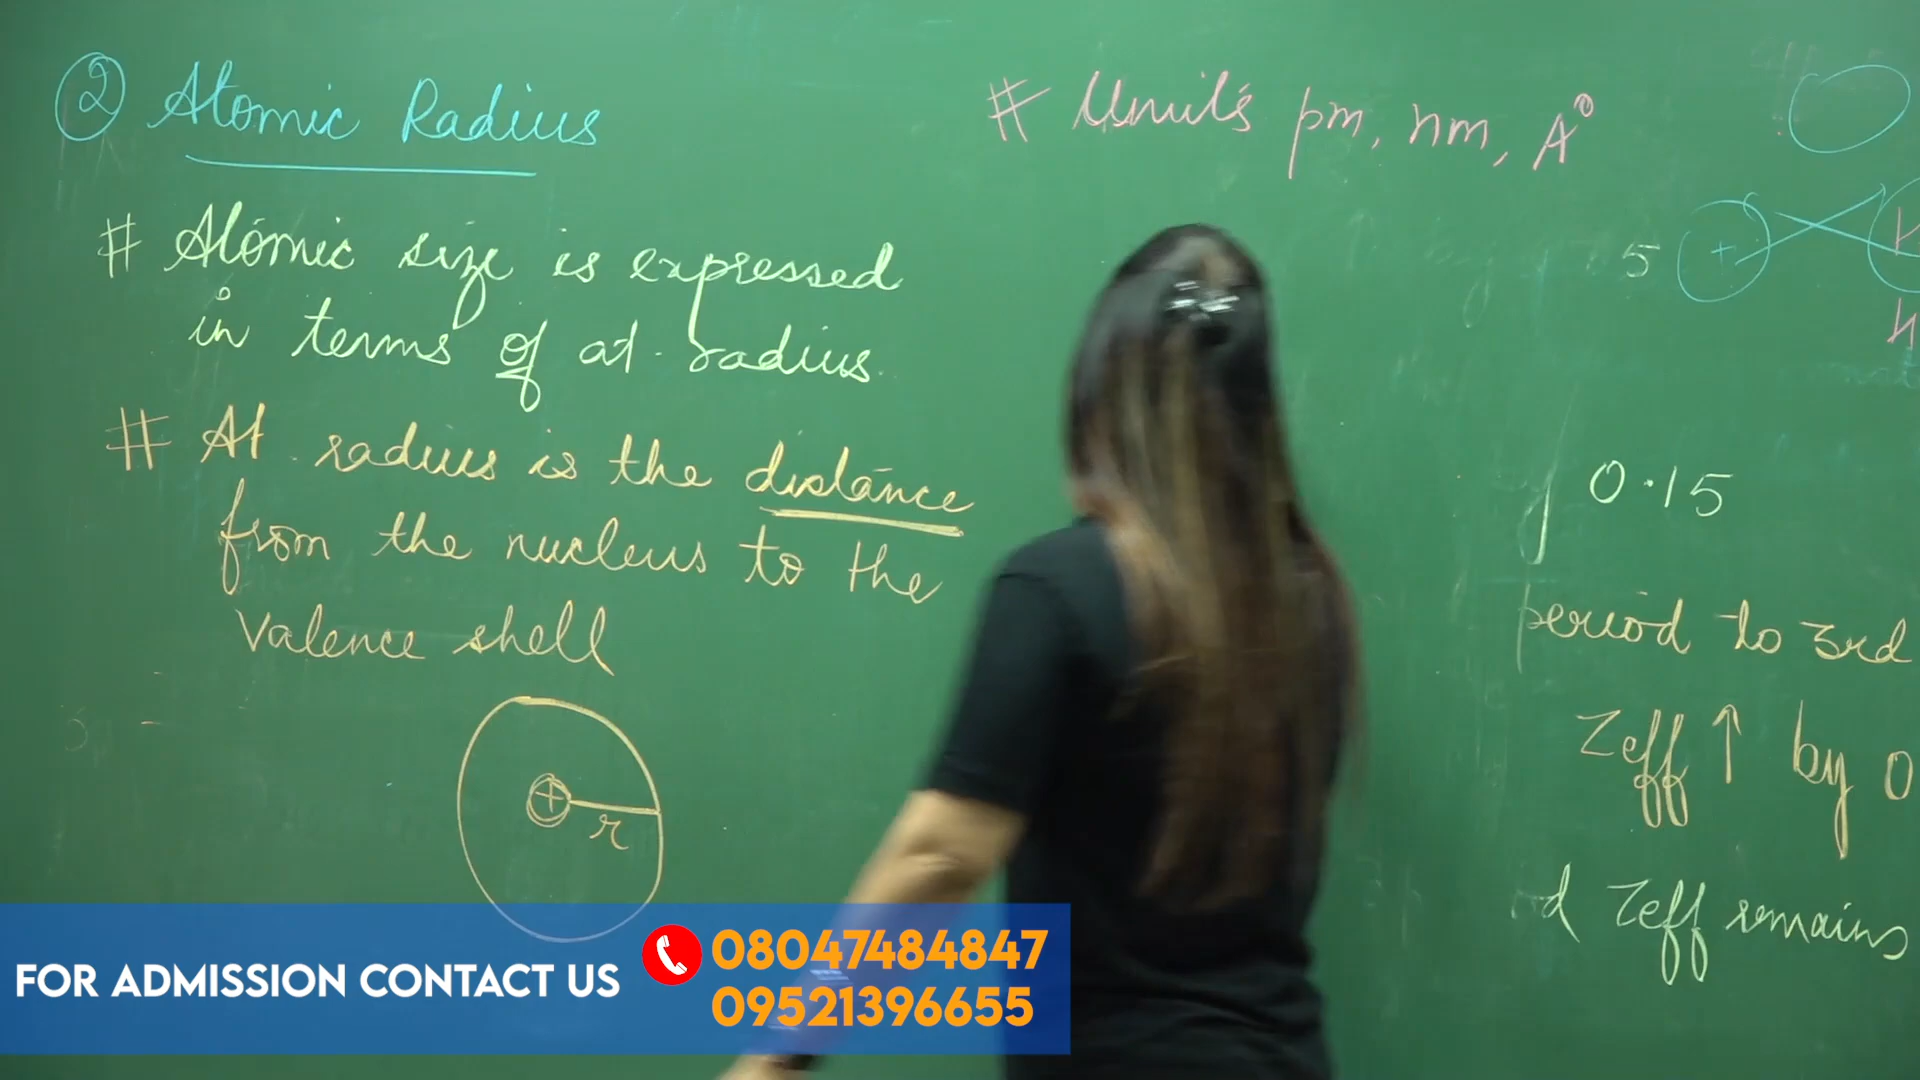 ② Atomic Radius
# Atomic size is expressed
in terms of at. radius.
# At. radius is the distance
from the nucleus to the
valence shell
+
r
# Units pm, nm, A°
5
+
0.15
period to 3rd
Zeff ↑ by 0
Zeff remains
FOR ADMISSION CONTACT US
08047484847
09521396655